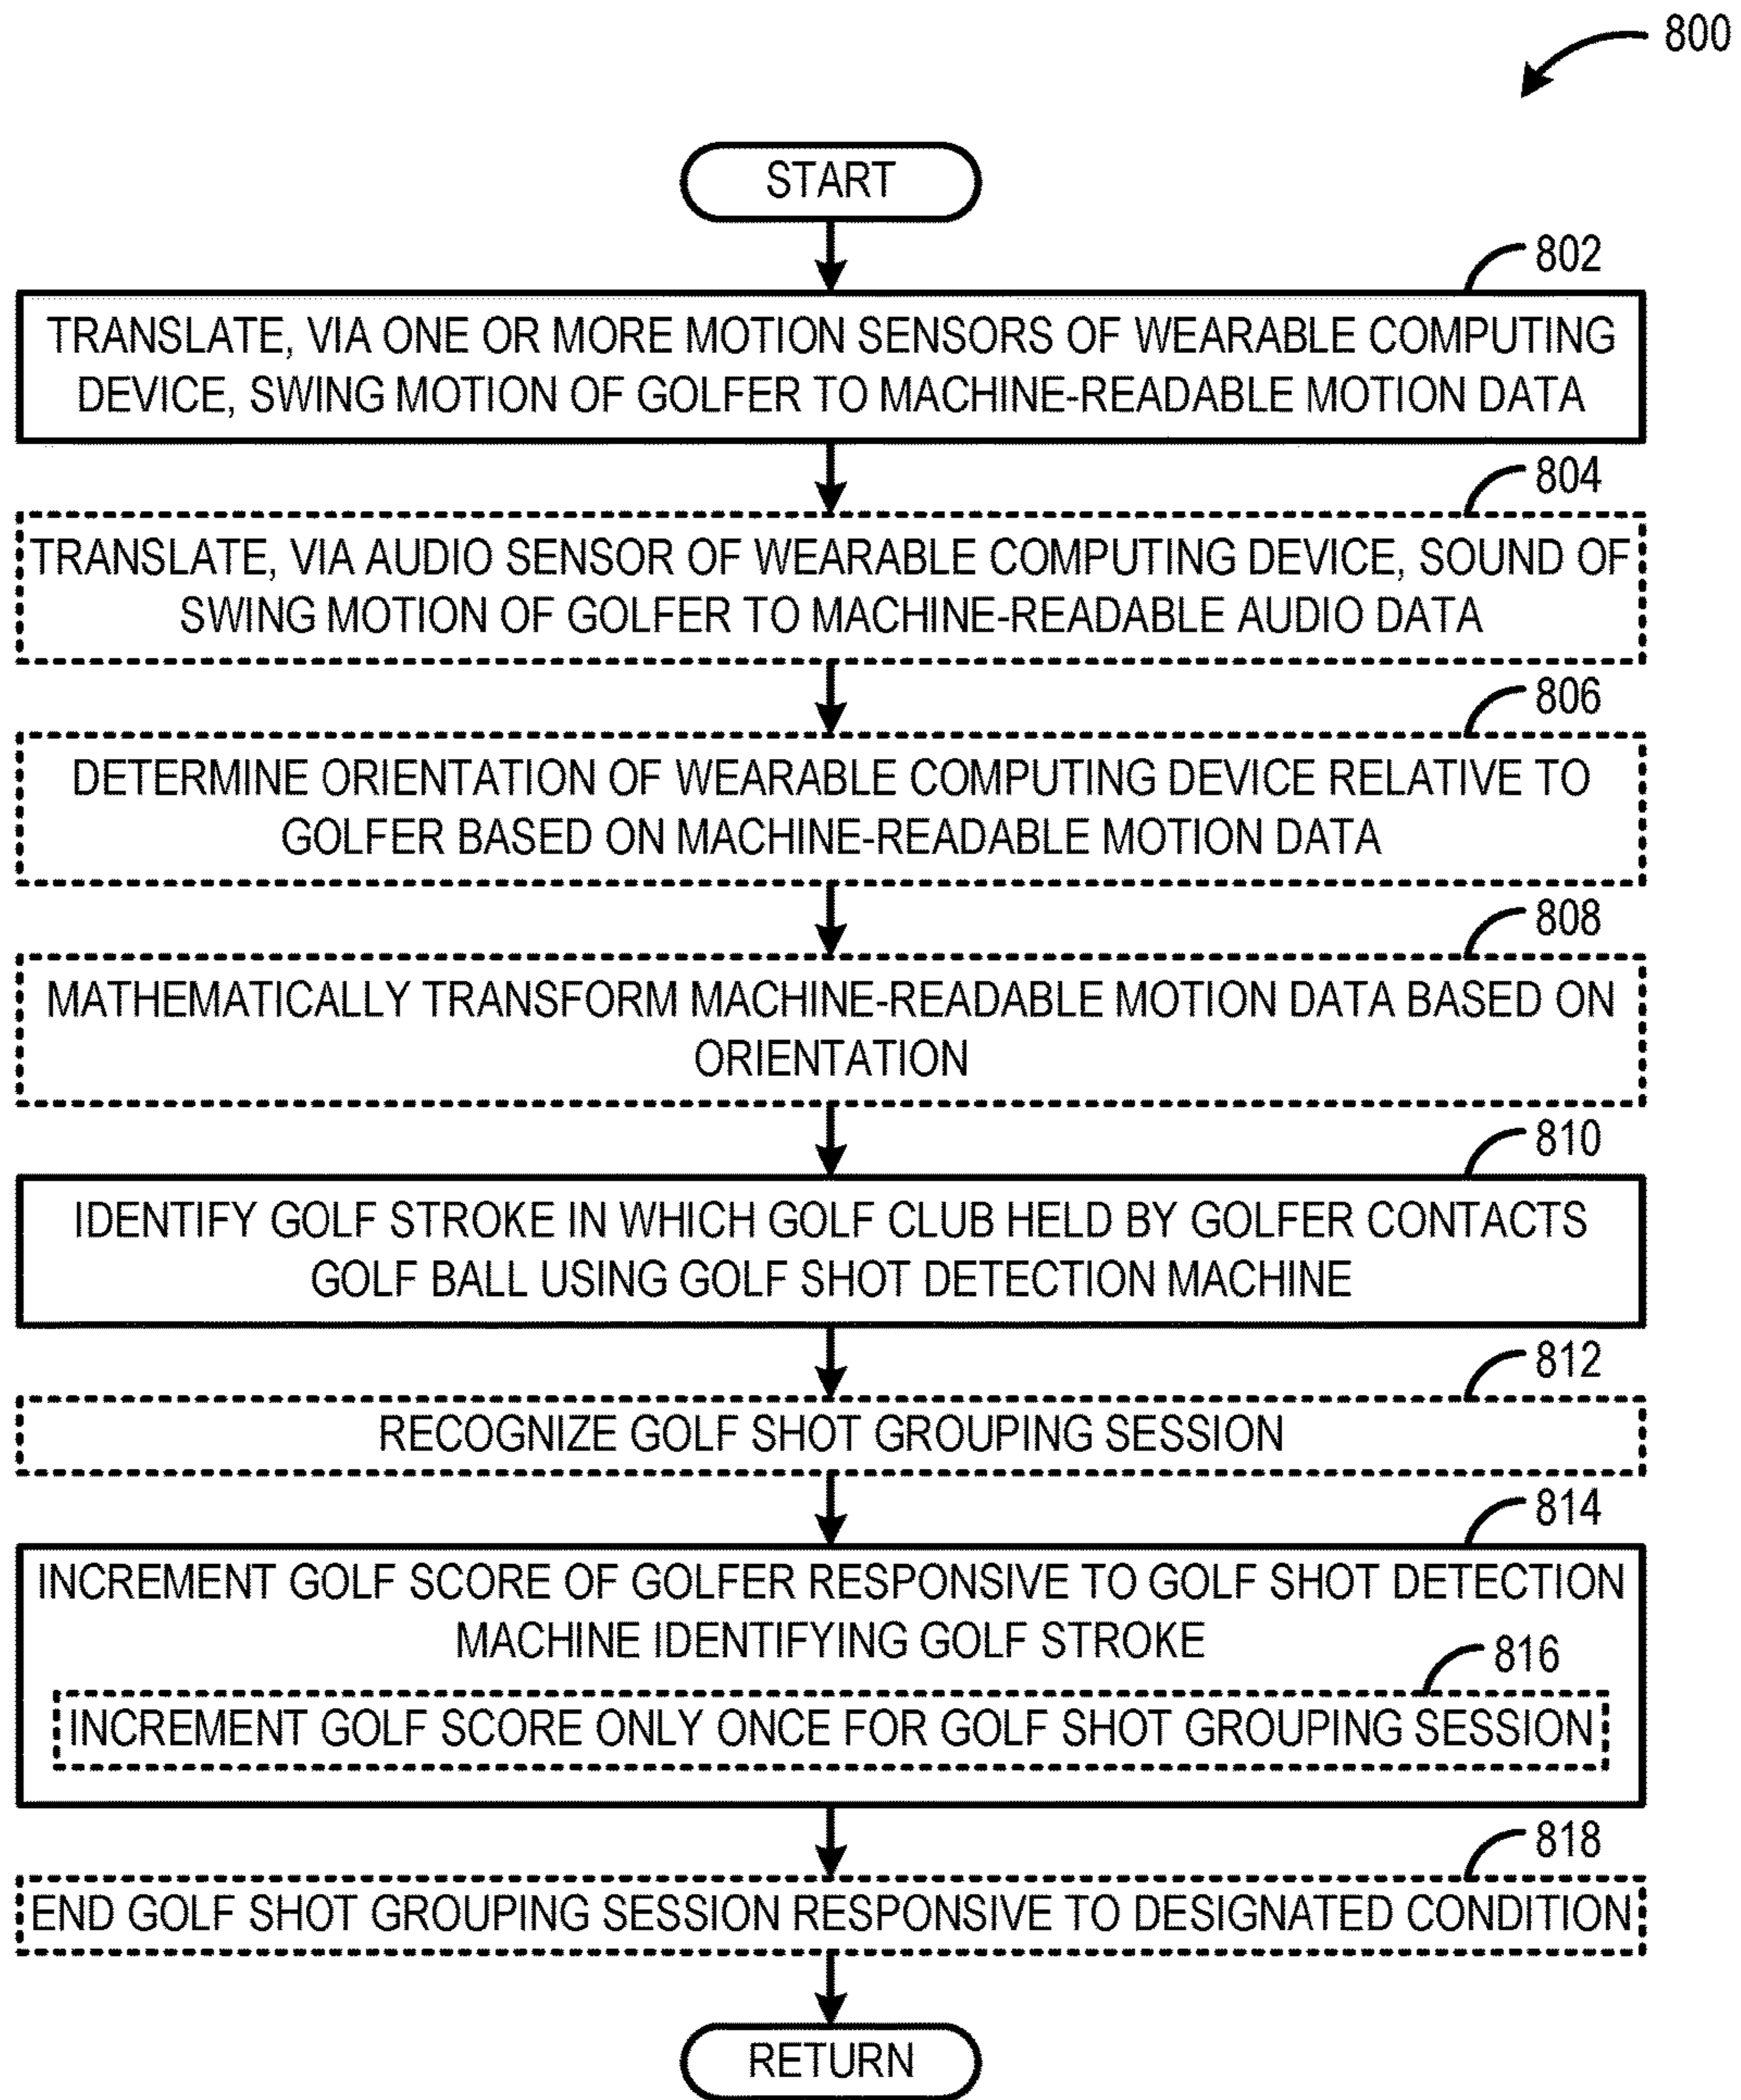 800
START
802
TRANSLATE, VIA ONE OR MORE MOTION SENSORS OF WEARABLE COMPUTING
DEVICE, SWING MOTION OF GOLFER TO MACHINE-READABLE MOTION DATA
804
TRANSLATE, VIA AUDIO SENSOR OF WEARABLE COMPUTING DEVICE, SOUND OF
SWING MOTION OF GOLFER TO MACHINE-READABLE AUDIO DATA
806
DETERMINE ORIENTATION OF WEARABLE COMPUTING DEVICE RELATIVE TO
GOLFER BASED ON MACHINE-READABLE MOTION DATA
808
MATHEMATICALLY TRANSFORM MACHINE-READABLE MOTION DATA BASED ON
ORIENTATION
810
IDENTIFY GOLF STROKE IN WHICH GOLF CLUB HELD BY GOLFER CONTACTS
GOLF BALL USING GOLF SHOT DETECTION MACHINE
812
RECOGNIZE GOLF SHOT GROUPING SESSION
814
INCREMENT GOLF SCORE OF GOLFER RESPONSIVE TO GOLF SHOT DETECTION
MACHINE IDENTIFYING GOLF STROKE
816
INCREMENT GOLF SCORE ONLY ONCE FOR GOLF SHOT GROUPING SESSION
818
END GOLF SHOT GROUPING SESSION RESPONSIVE TO DESIGNATED CONDITION
RETURN